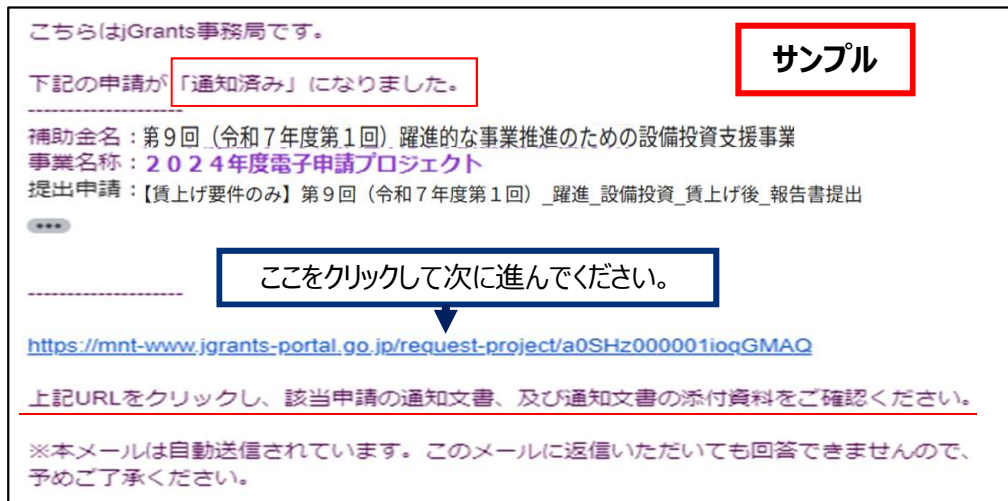 こちらはjGrants事務局です。
サンプル
下記の申請が「通知済み」になりました。
--------------------
補助金名：第９回（令和７年度第１回）躍進的な事業推進のための設備投資支援事業
事業名称：２０２４年度電子申請プロジェクト
提出申請：【賃上げ要件のみ】第９回（令和７年度第１回）_躍進_設備投資_賃上げ後_報告書提出
•••
ここをクリックして次に進んでください。
--------------------
https://mnt-www.jgrants-portal.go.jp/request-project/a0SHz000001ioqGMAQ
上記URLをクリックし、該当申請の通知文書、及び通知文書の添付資料をご確認ください。
※本メールは自動送信されています。このメールに返信いただいても回答できませんので、
予めご了承ください。